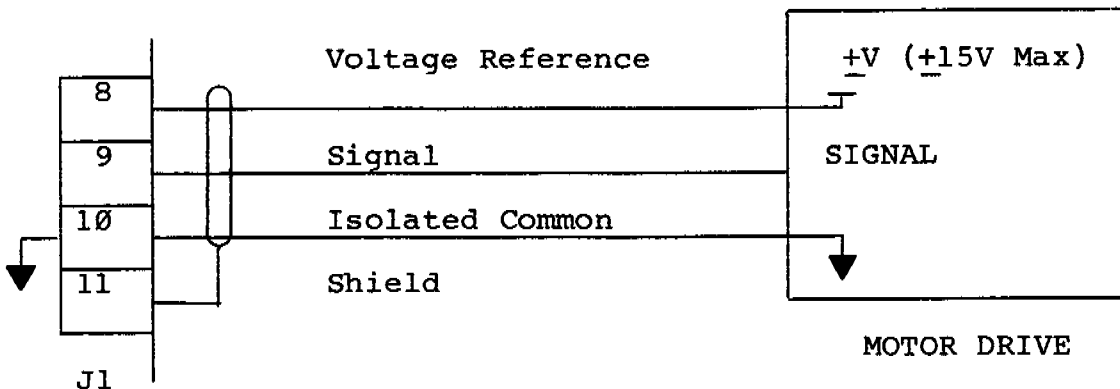 Voltage Reference
±V (±15V Max)
8
9
Signal
SIGNAL
10
Isolated Common
11
Shield
MOTOR DRIVE
J1